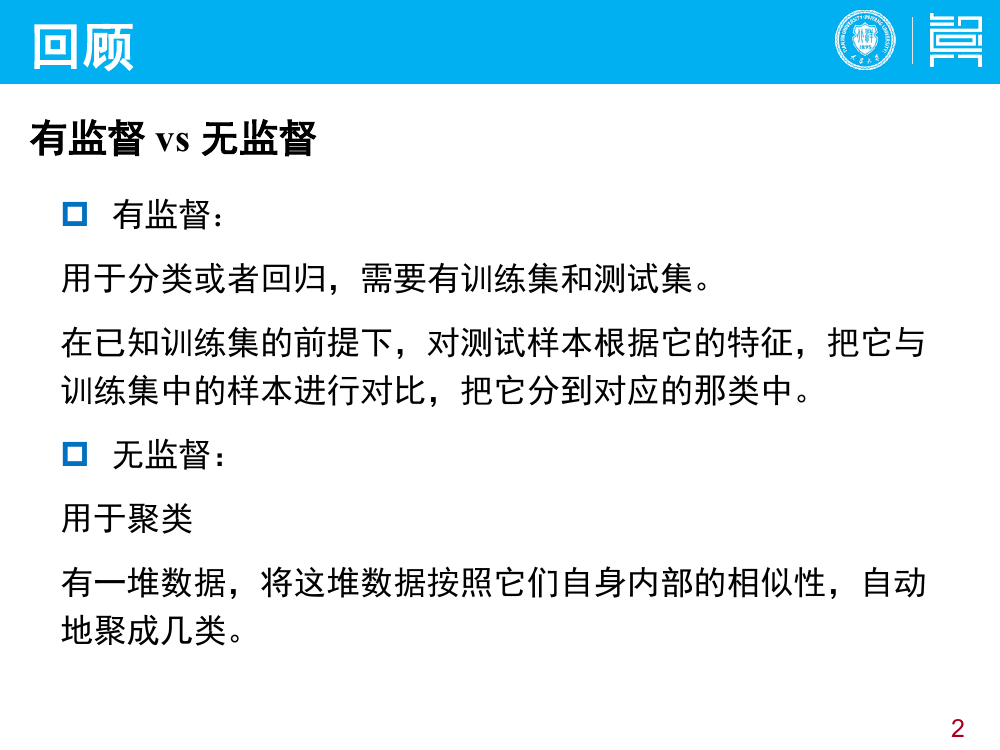 回顾
有监督 vs 无监督
有监督：
用于分类或者回归，需要有训练集和测试集。
在已知训练集的前提下，对测试样本根据它的特征，把它与
训练集中的样本进行对比，把它分到对应的那类中。
无监督：
用于聚类
有一堆数据，将这堆数据按照它们自身内部的相似性，自动
地聚成几类。
2